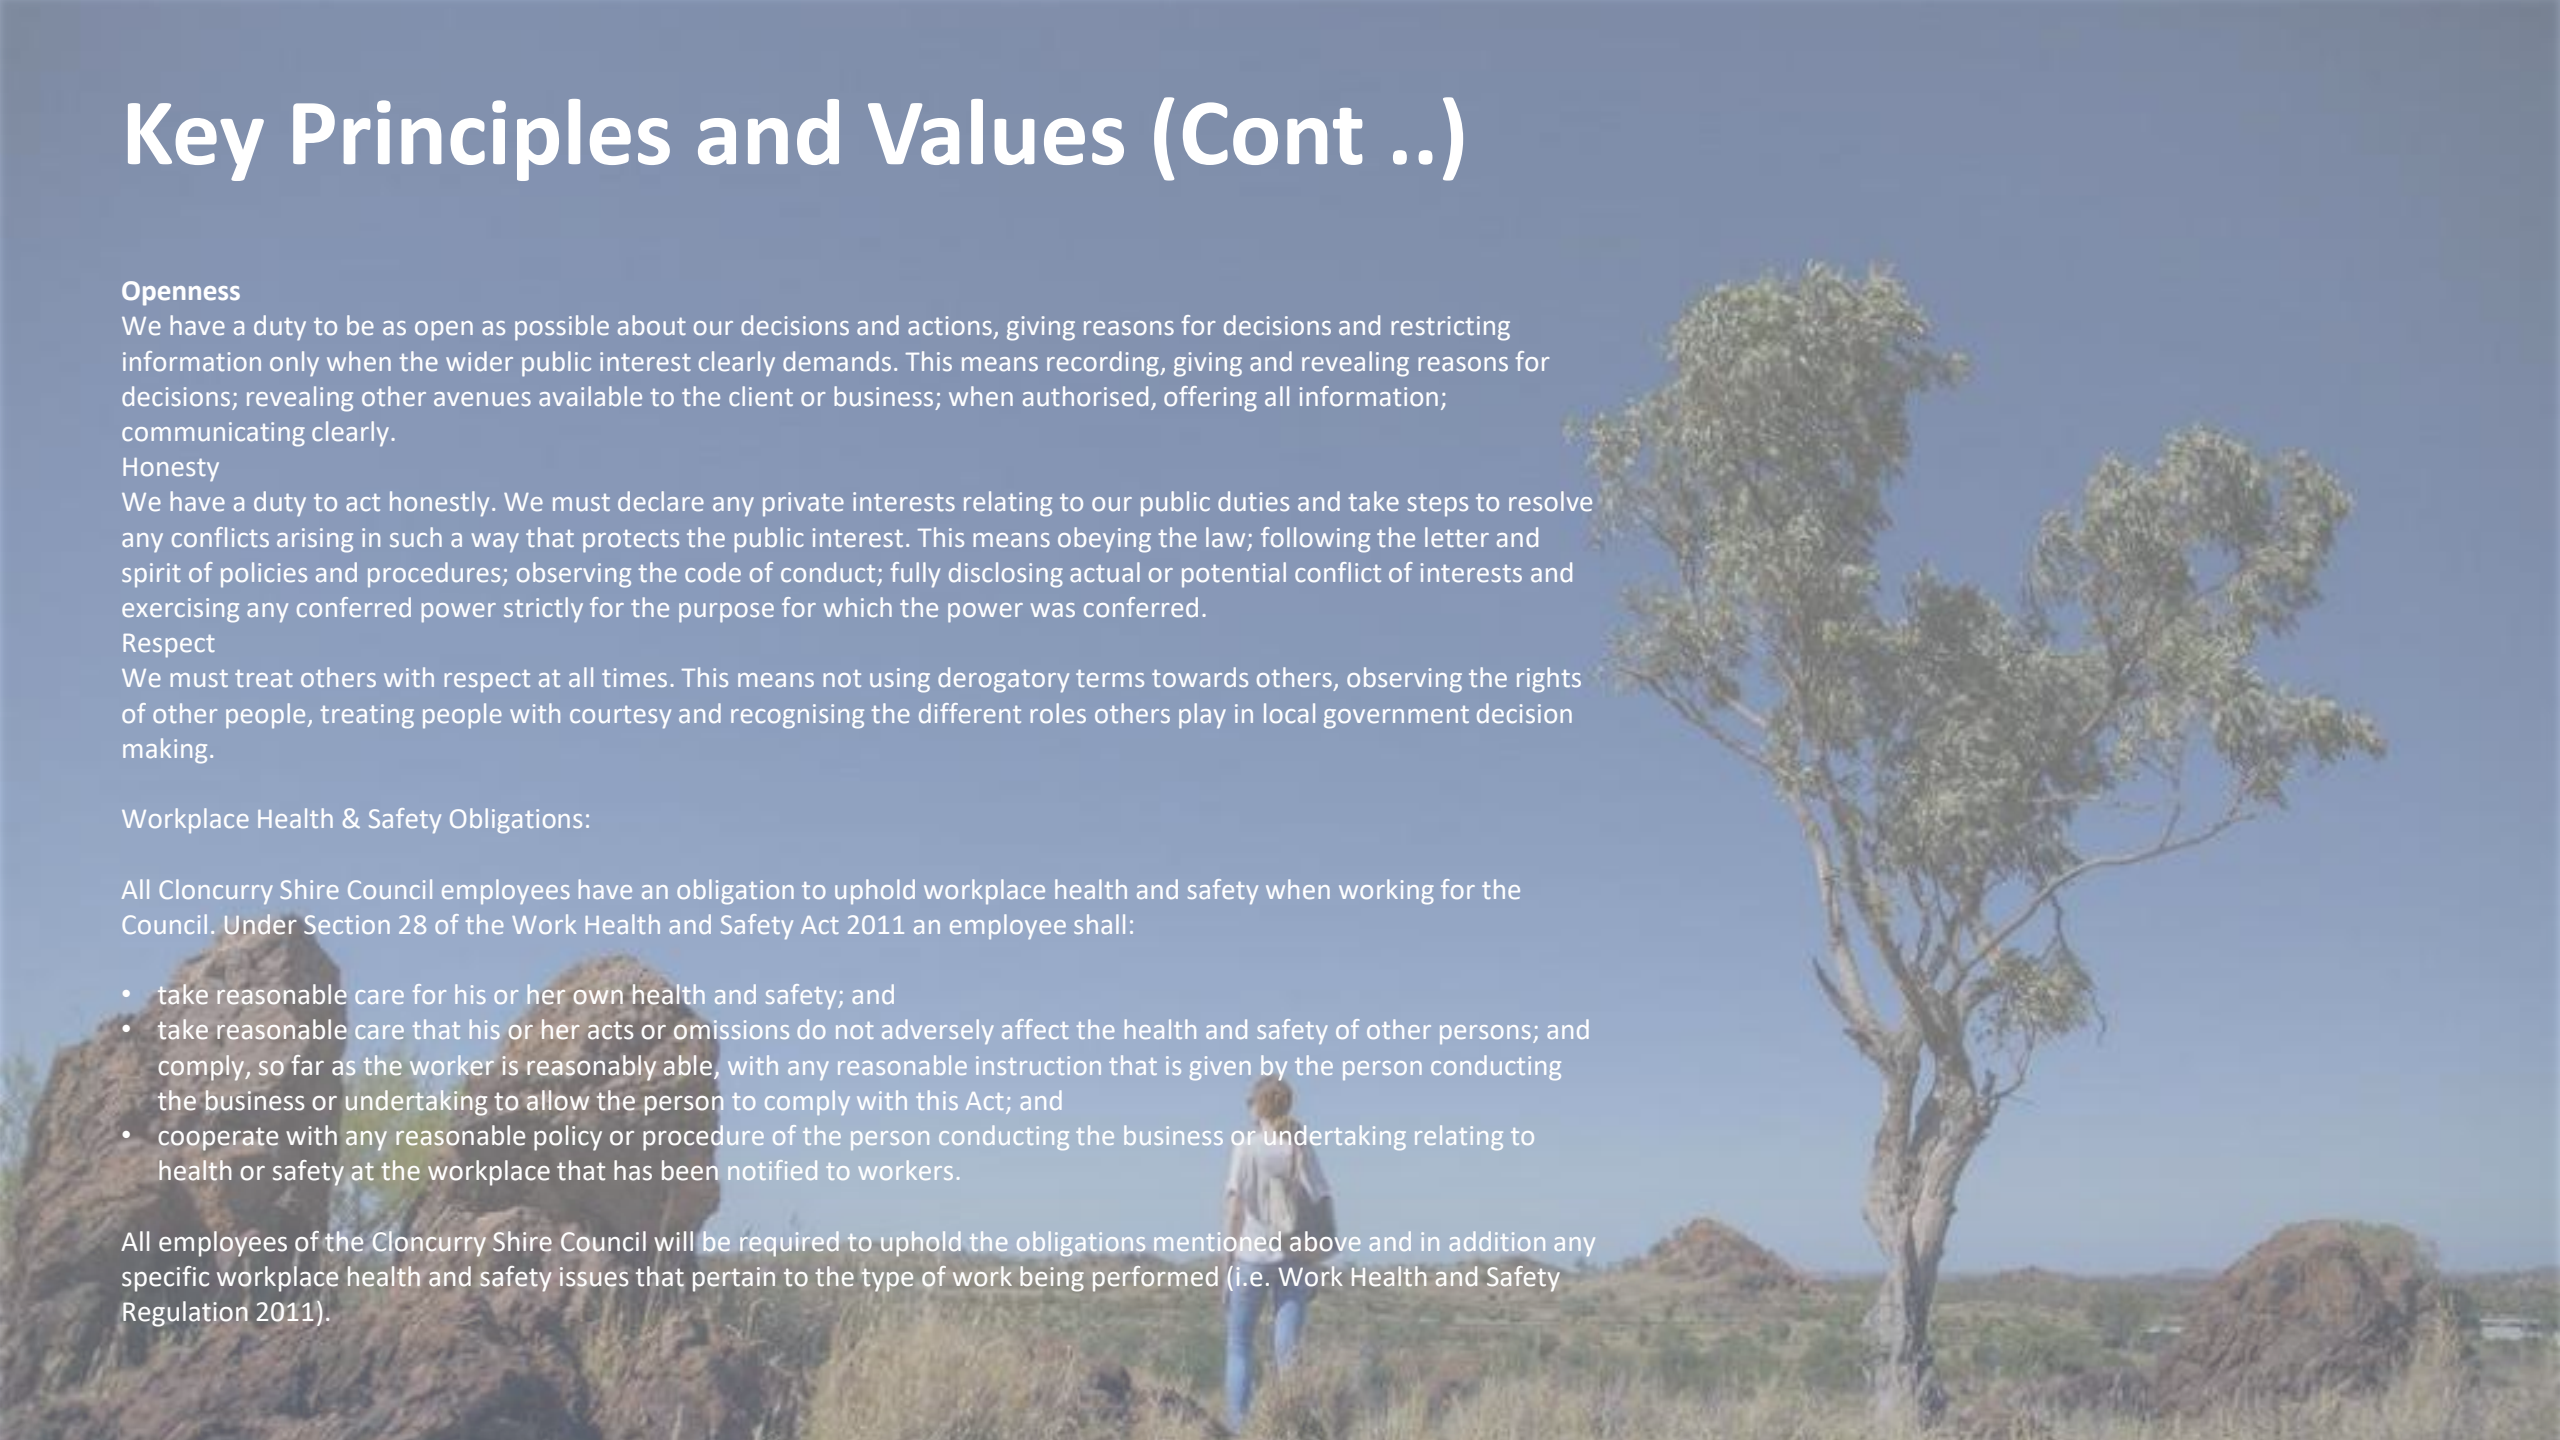 Key Principles and Values (Cont ..)
Openness
We have a duty to be as open as possible about our decisions and actions, giving reasons for decisions and restricting
information only when the wider public interest clearly demands. This means recording, giving and revealing reasons for
decisions; revealing other avenues available to the client or business; when authorised, offering all information;
communicating clearly.
Honesty
We have a duty to act honestly. We must declare any private interests relating to our public duties and take steps to resolve
any conflicts arising in such a way that protects the public interest. This means obeying the law; following the letter and
spirit of policies and procedures; observing the code of conduct; fully disclosing actual or potential conflict of interests and
exercising any conferred power strictly for the purpose for which the power was conferred.
Respect
We must treat others with respect at all times. This means not using derogatory terms towards others, observing the rights
of other people, treating people with courtesy and recognising the different roles others play in local government decision
making.
Workplace Health & Safety Obligations:
All Cloncurry Shire Council employees have an obligation to uphold workplace health and safety when working for the
Council. Under Section 28 of the Work Health and Safety Act 2011 an employee shall:
• take reasonable care for his or her own health and safety; and
• take reasonable care that his or her acts or omissions do not adversely affect the health and safety of other persons; and
comply, so far as the worker is reasonably able, with any reasonable instruction that is given by the person conducting
the business or undertaking to allow the person to comply with this Act; and
• cooperate with any reasonable policy or procedure of the person conducting the business or undertaking relating to
health or safety at the workplace that has been notified to workers.
All employees of the Cloncurry Shire Council will be required to uphold the obligations mentioned above and in addition any
specific workplace health and safety issues that pertain to the type of work being performed (i.e. Work Health and Safety
Regulation 2011).